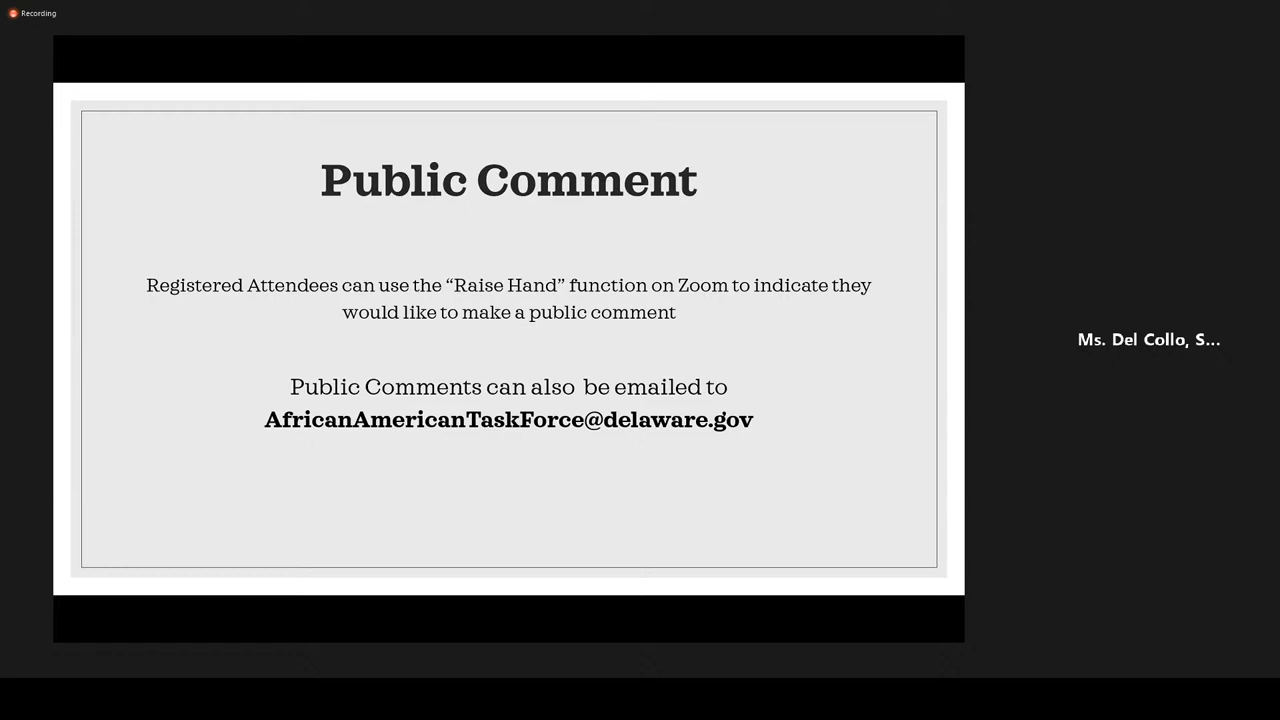 Recording
Public Comment
Registered Attendees can use the “Raise Hand” function on Zoom to indicate they
would like to make a public comment
Public Comments can also be emailed to
AfricanAmericanTaskForce@delaware.gov
Ms. Del Collo, S...